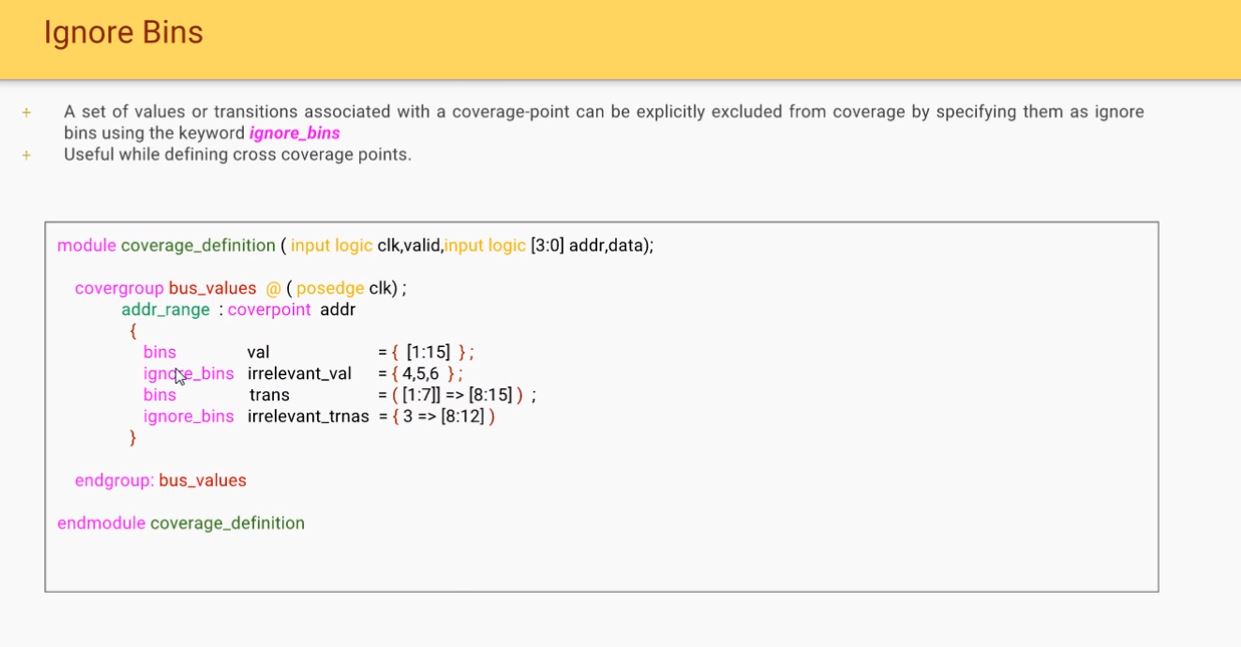 Ignore Bins
+ A set of values or transitions associated with a coverage-point can be explicitly excluded from coverage by specifying them as ignore
bins using the keyword ignore_bins
+ Useful while defining cross coverage points.
module coverage_definition ( input logic clk,valid,input logic [3:0] addr,data);
covergroup bus_values @ ( posedge clk) ;
addr_range : coverpoint addr
{
bins val = { [1:15] } ;
ignore_bins irrelevant_val = { 4,5,6 } ;
bins trans = ( [1:7]] => [8:15] ) ;
ignore_bins irrelevant_trnas = { 3 => [8:12] )
}
endgroup: bus_values
endmodule coverage_definition